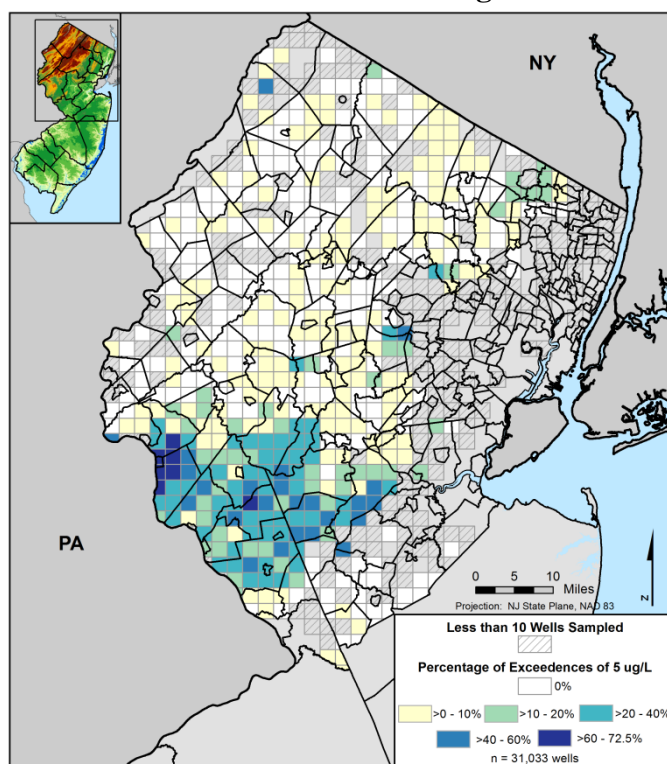 NY
PA
0 5 10
Miles
Projection: NJ State Plane, NAD 83
z
Less than 10 Wells Sampled
Percentage of Exceedences of 5 ug/L
0%
>0 - 10% >10 - 20% >20 - 40%
>40 - 60% >60 - 72.5%
n = 31,033 wells